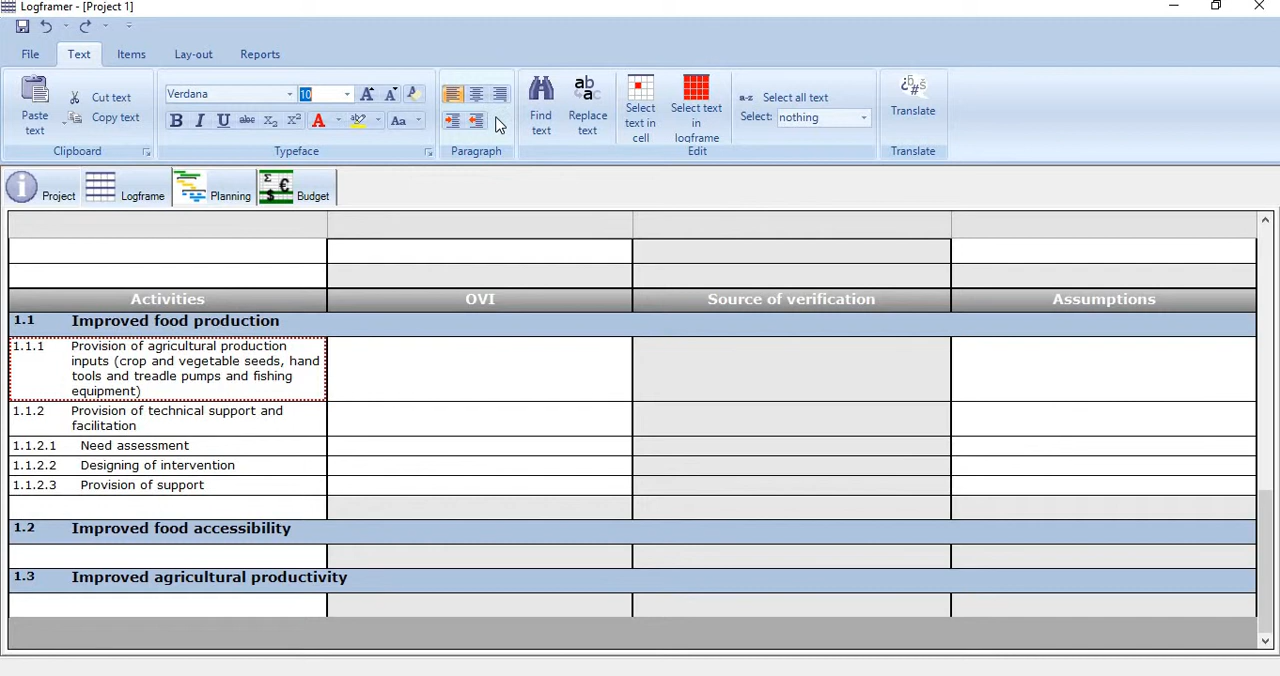 Logframer - [Project 1]
File Text Items Lay-out Reports
Paste text
Cut text
Copy text
Clipboard
Verdana 10
B I U abc X₂ X² A ab Aa
Typeface
Paragraph
Find text
Replace text
Select text in cell
Select text in logframe
a-z Select all text
Select: nothing
Edit
Translate
Translate
Project Logframe Planning Budget
Activities OVI Source of verification Assumptions
1.1 Improved food production
1.1.1 Provision of agricultural production
inputs (crop and vegetable seeds, hand
tools and treadle pumps and fishing
equipment)
1.1.2 Provision of technical support and
facilitation
1.1.2.1 Need assessment
1.1.2.2 Designing of intervention
1.1.2.3 Provision of support
1.2 Improved food accessibility
1.3 Improved agricultural productivity